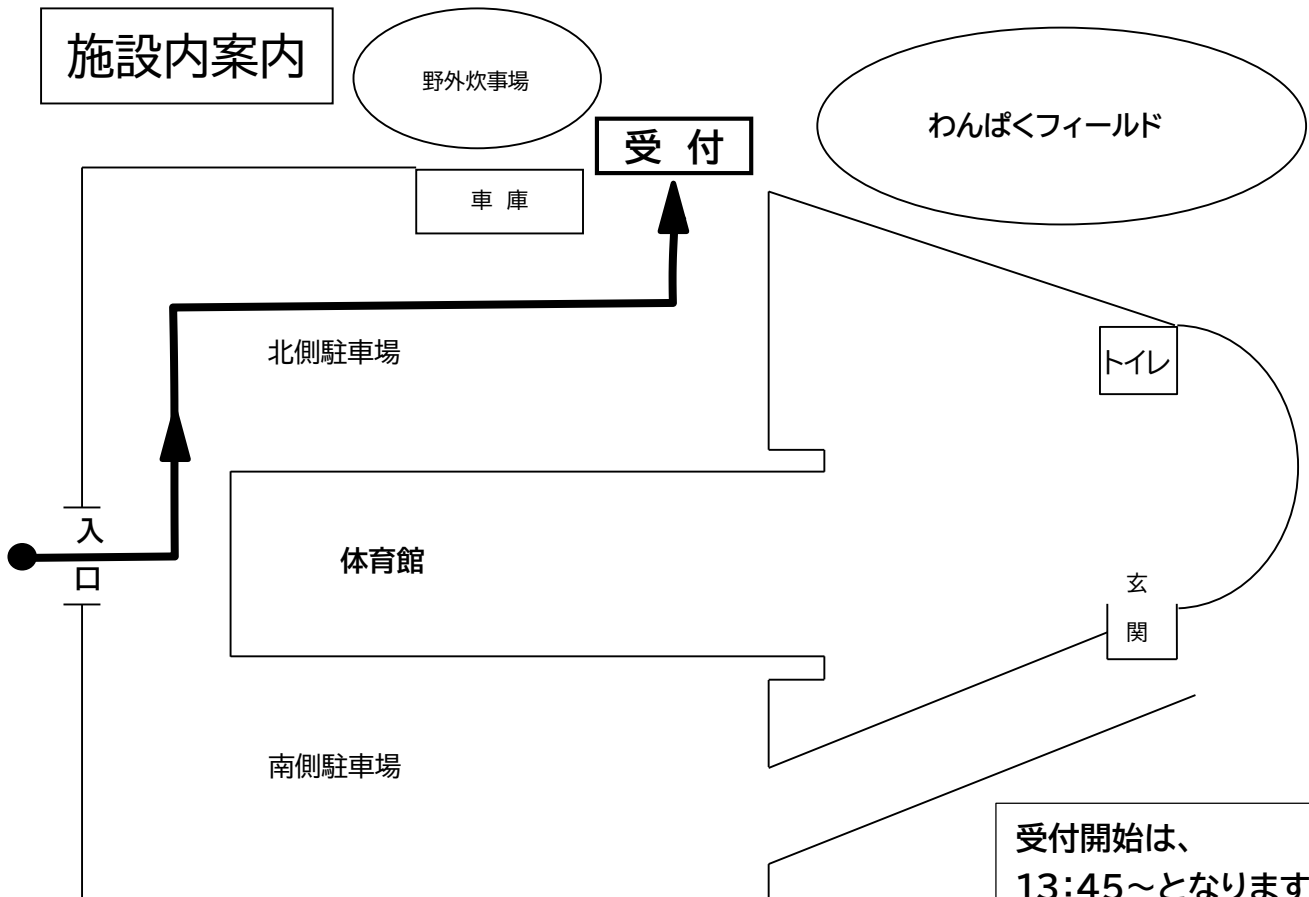 施設内案内
野外炊事場
わんぱくフィールド
受 付
車 庫
北側駐車場
トイレ
入
口
体育館
玄
関
南側駐車場
受付開始は、
13:45~となります